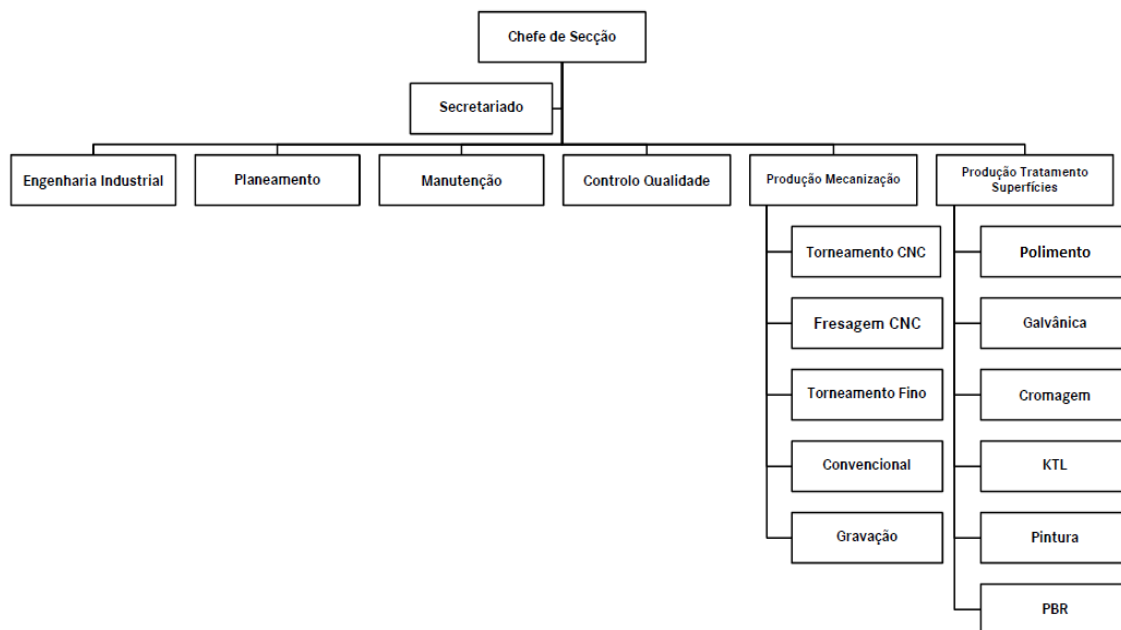 Chefe de Secção
Secretariado
Engenharia Industrial
Planeamento
Manutenção
Controlo Qualidade
Produção Mecanização
Produção Tratamento
Superfícies
Torneamento CNC
Fresagem CNC
Torneamento Fino
Convencional
Gravação
Polimento
Galvânica
Cromagem
KTL
Pintura
PBR